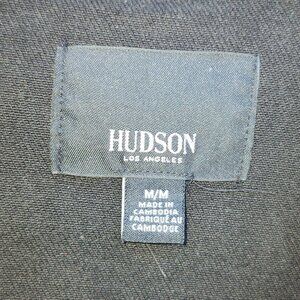 HUDSON
LOS ANGELES
M/M
MADE IN
CAMBODIA
FABRIQUÉ AU
CAMBODGE